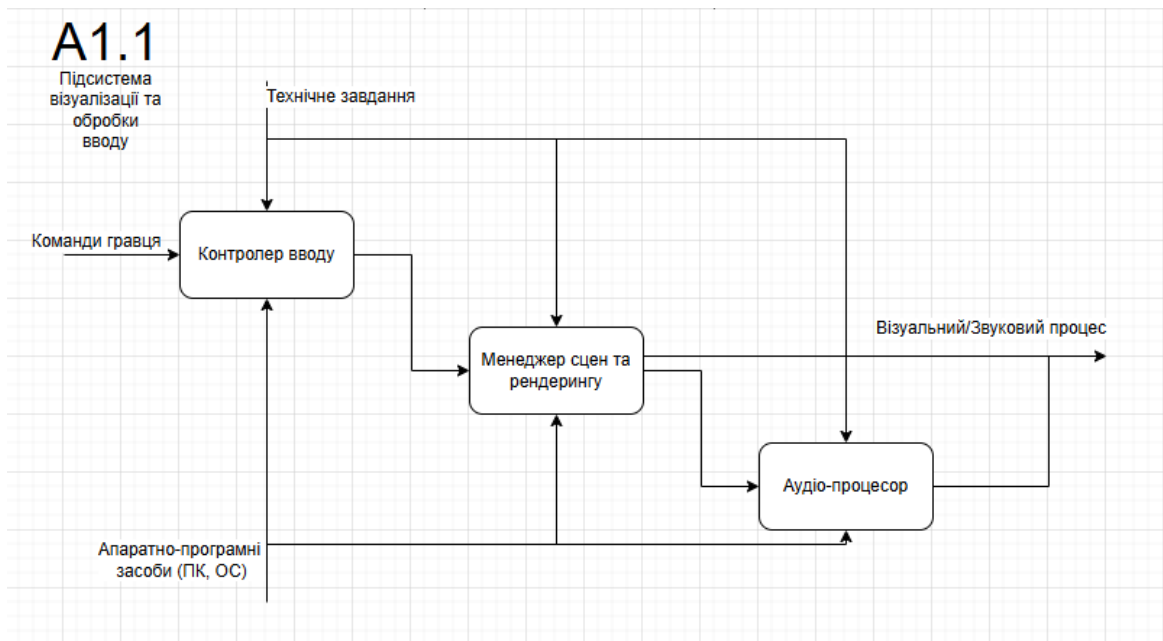 А1.1
Підсистема
візуалізації та
обробки
вводу
Технічне завдання
Команди гравця
Контролер вводу
Менеджер сцен та
рендерингу
Візуальний/Звуковий процес
Аудіо-процесор
Апаратно-програмні
засоби (ПК, ОС)